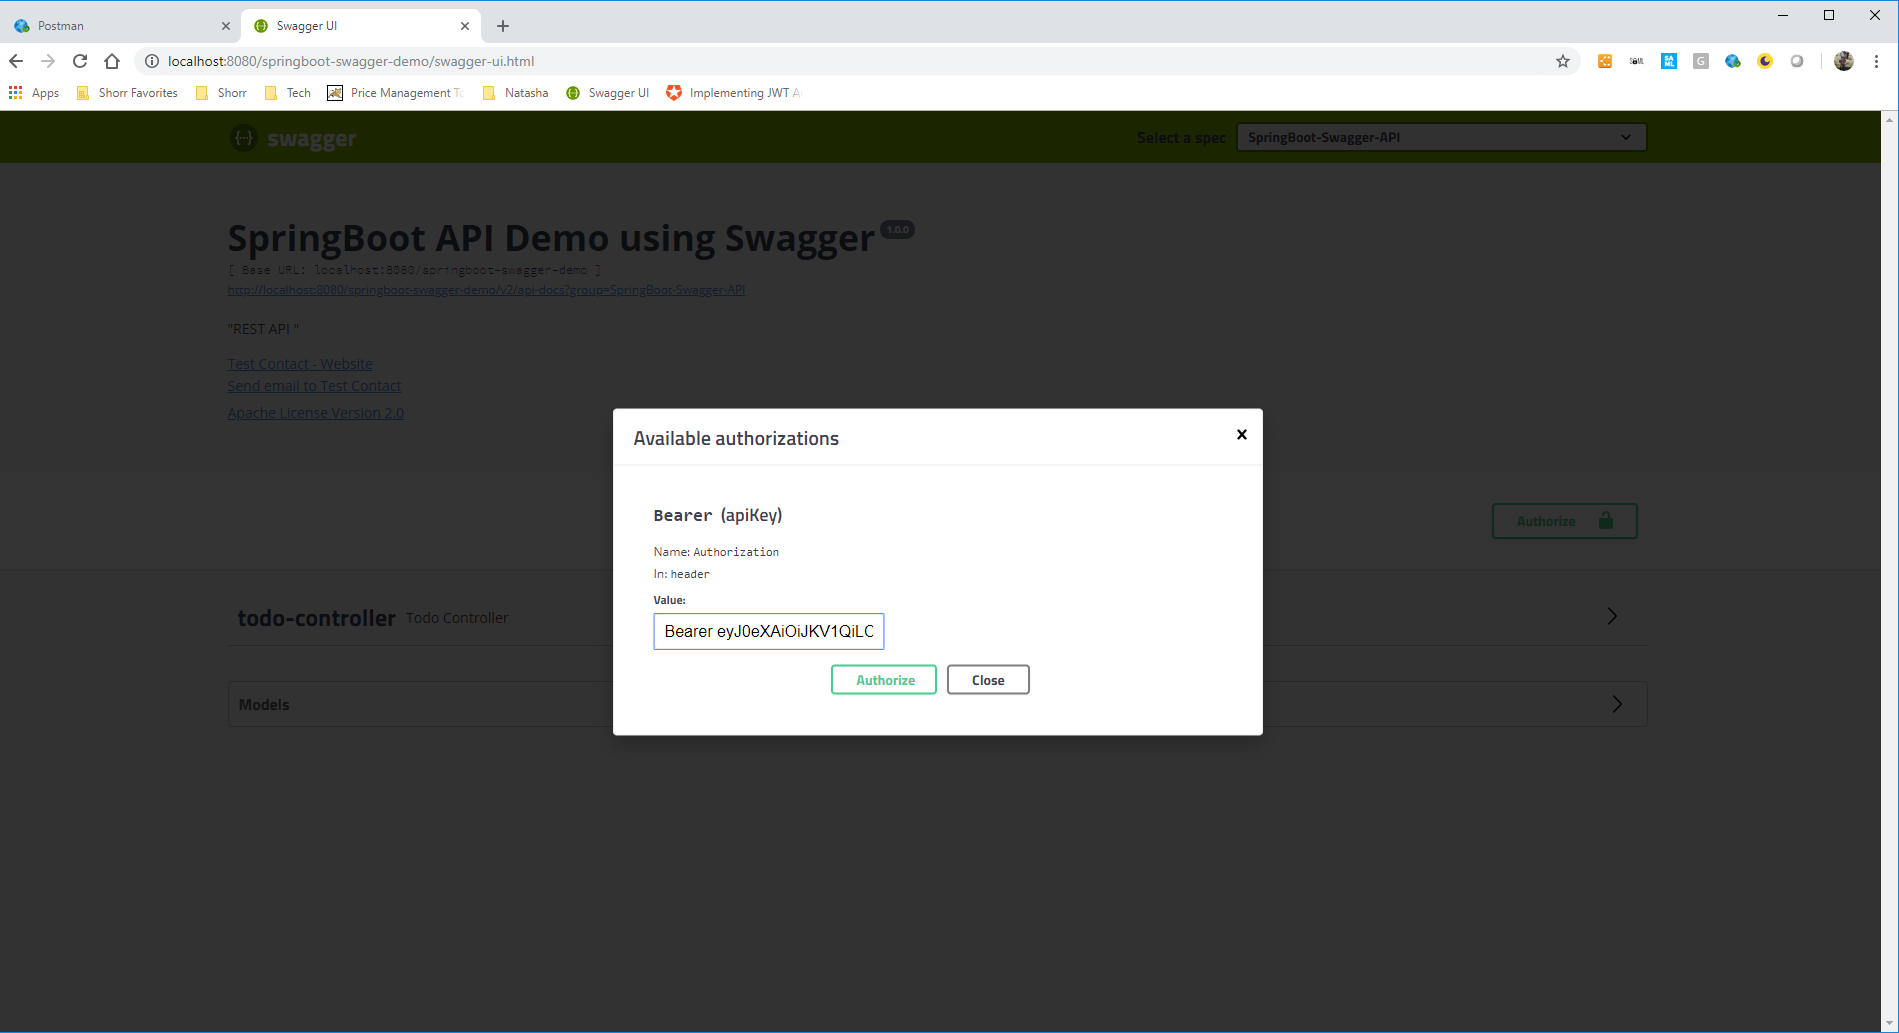 Postman
Swagger UI
localhost:8080/springboot-swagger-demo/swagger-ui.html
Apps Shorr Favorites Shorr Tech Price Management To Natasha Swagger UI Implementing JWT A
SAML
SA ML
G
{...} swagger
Select a spec SpringBoot-Swagger-API
SpringBoot API Demo using Swagger 1.0.0
[ Base URL: localhost:8080/springboot-swagger-demo ]
http://localhost:8080/springboot-swagger-demo/v2/api-docs?group=SpringBoot-Swagger-API
"REST API "
Test Contact - Website
Send email to Test Contact
Apache License Version 2.0
Available authorizations
Bearer (apiKey)
Name: Authorization
In: header
Value:
Bearer eyJ0eXAiOiJKV1QiLC
Authorize Close
Authorize
todo-controller Todo Controller
Models